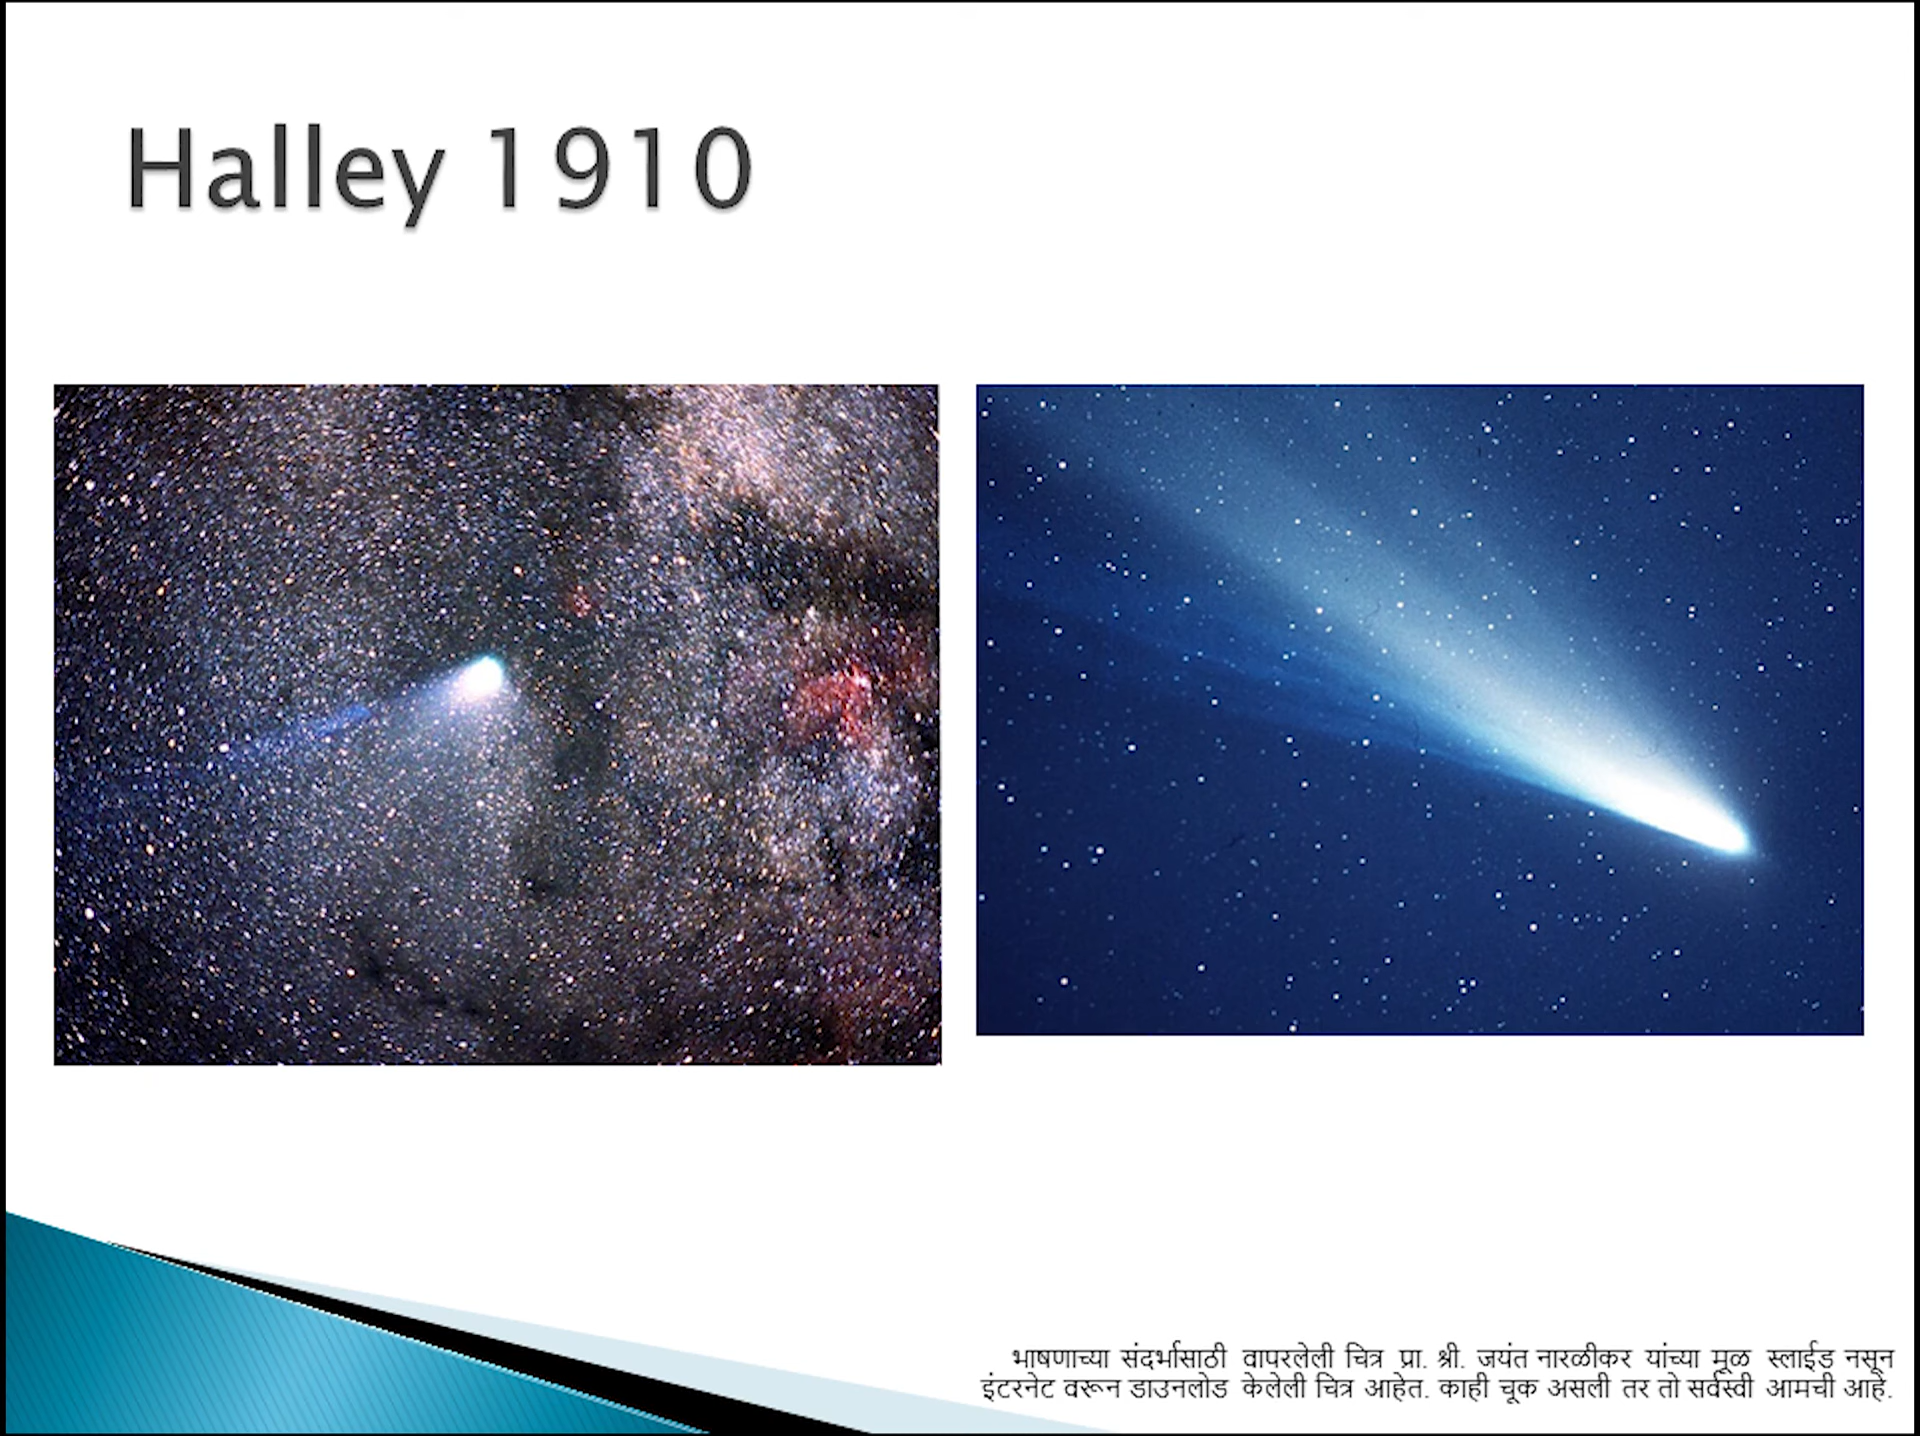 Halley 1910
भाषणाच्या संदर्भासाठी वापरलेली चित्र प्रा. श्री. जयंत नारळीकर यांच्या मूळ स्लाईड नसून
इंटरनेट वरून डाउनलोड केलेली चित्र आहेत. काही चूक असली तर तो सर्वस्वी आमची आहे.